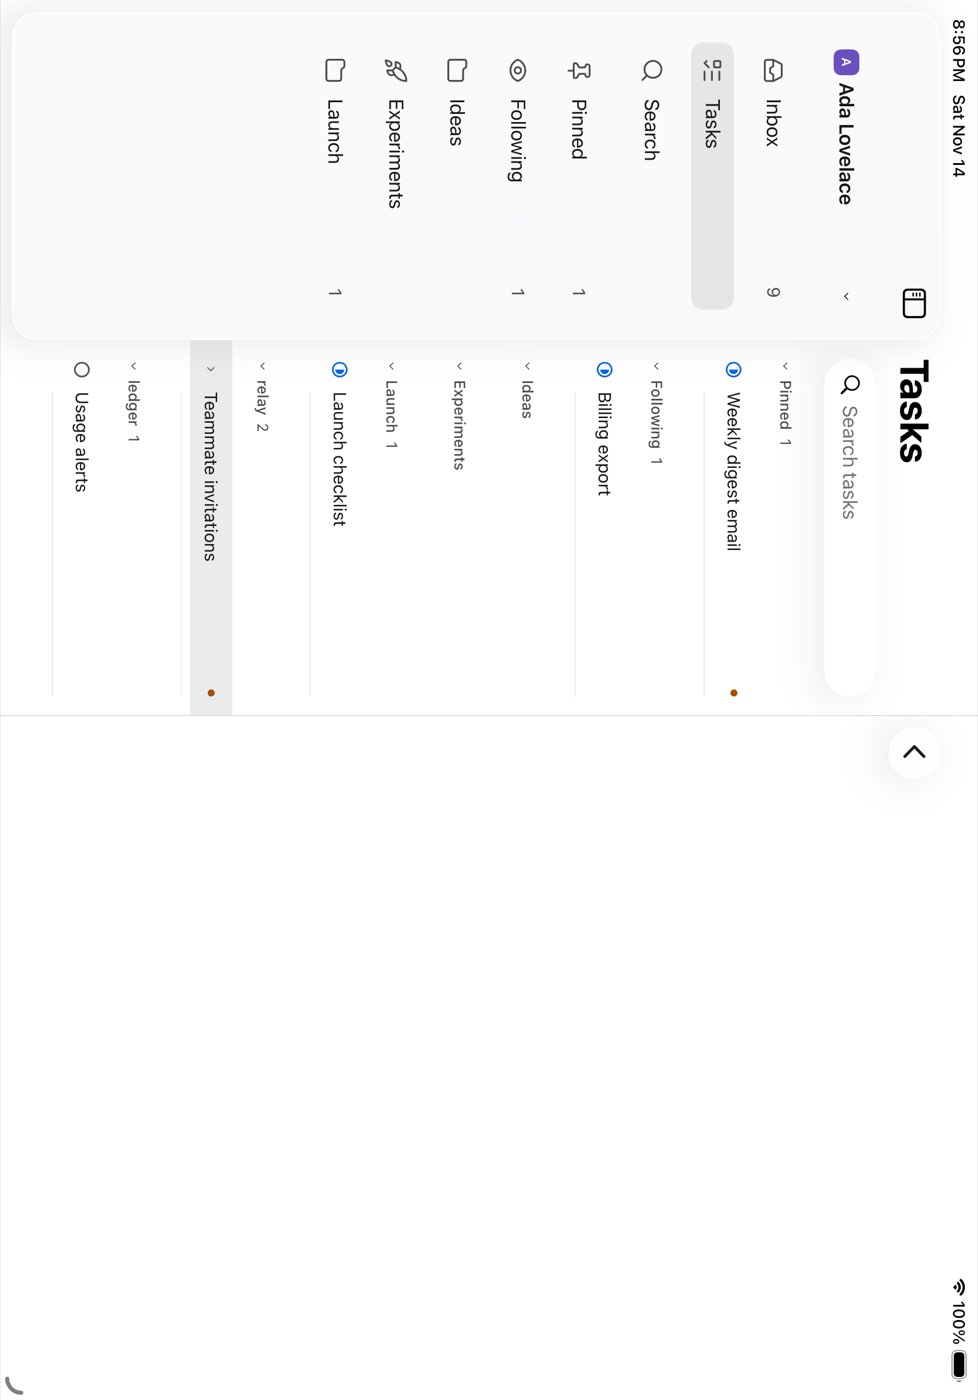 8:56 PM Sat Nov 14
100%
A Ada Lovelace
Inbox 9
Tasks
Search
Pinned 1
Following 1
Ideas
Experiments
Launch 1
Tasks
Search tasks
Pinned 1
Weekly digest email
Following 1
Billing export
Ideas
Experiments
Launch 1
Launch checklist
relay 2
Teammate invitations
ledger 1
Usage alerts